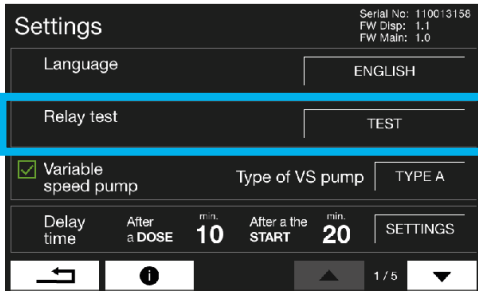 Settings
Serial No: 110013158
FW Disp: 1.1
FW Main: 1.0
Language
ENGLISH
Relay test
TEST
Variable
speed pump
Type of VS pump
TYPE A
Delay
time
After
a DOSE
min.
10
After a the
START
min.
20
SETTINGS
1/5